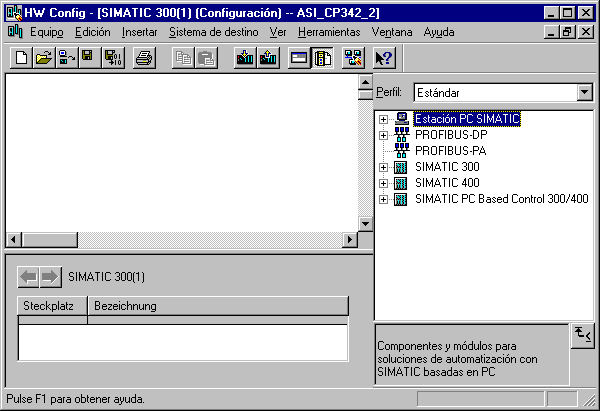 HW Config - [SIMATIC 300(1) (Configuración) -- ASI_CP342_2]
Equipo Edición Insertar Sistema de destino Ver Herramientas Ventana Ayuda
Perfil: Estándar
Estación PC SIMATIC
PROFIBUS-DP
PROFIBUS-PA
SIMATIC 300
SIMATIC 400
SIMATIC PC Based Control 300/400
SIMATIC 300(1)
Steckplatz Bezeichnung
Componentes y módulos para
soluciones de automatización con
SIMATIC basadas en PC
Pulse F1 para obtener ayuda.